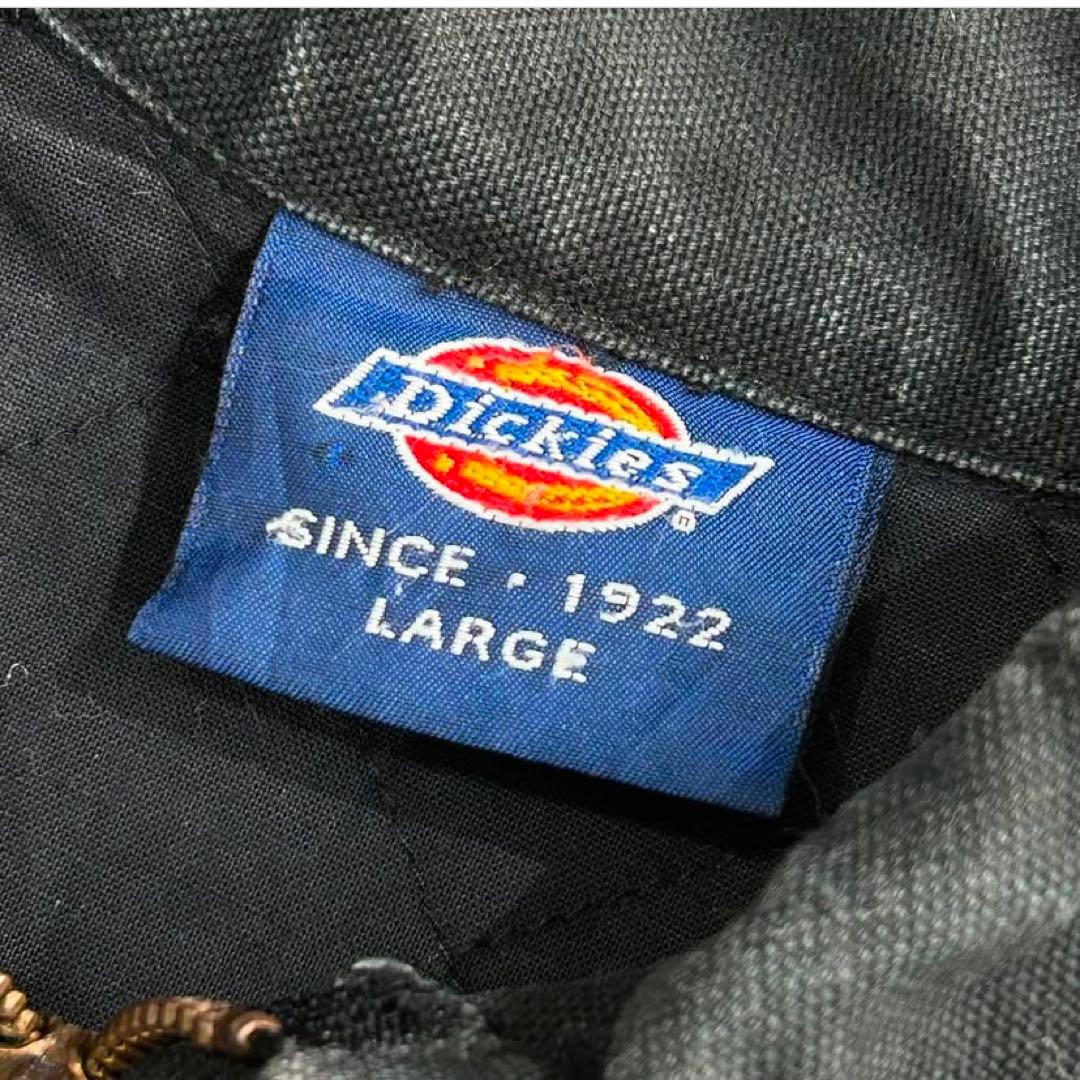 Dickies
SINCE • 1922
LARGE